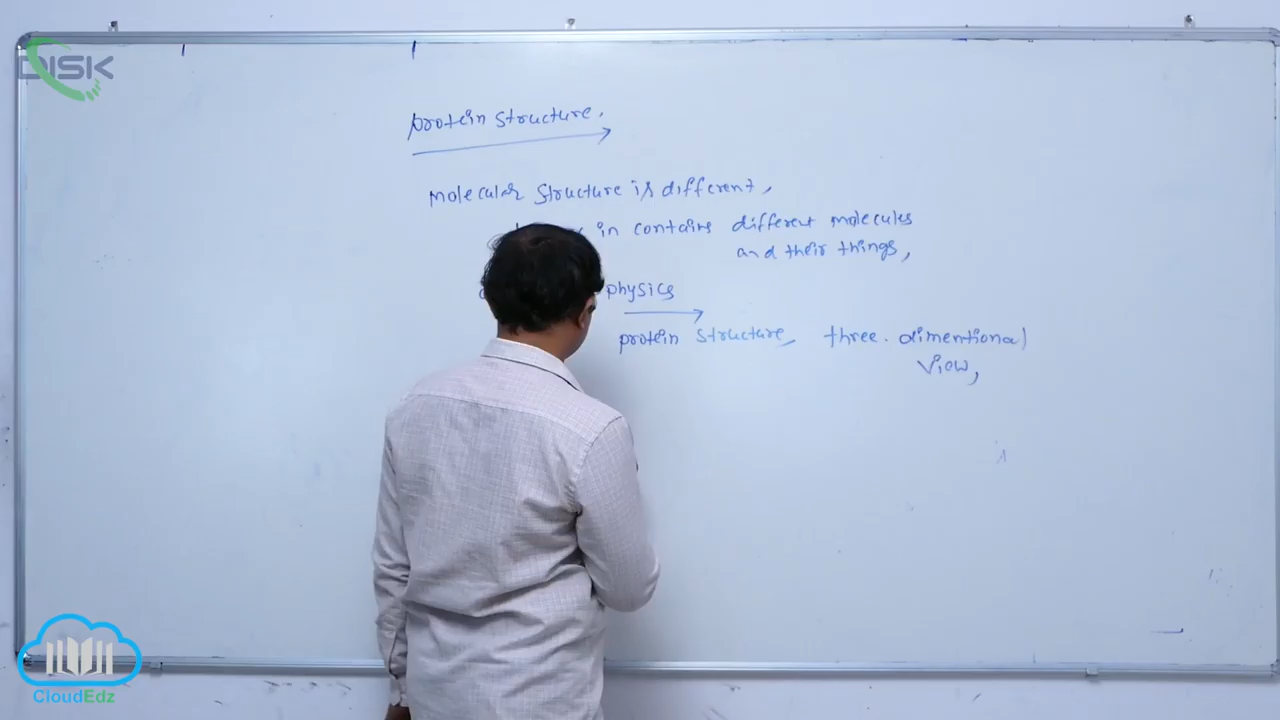 DISK
protein structure.
molecular structure is different,
in contains different molecules
and their things,
physics
protein structure, three. dimentional
view,
CloudEdz